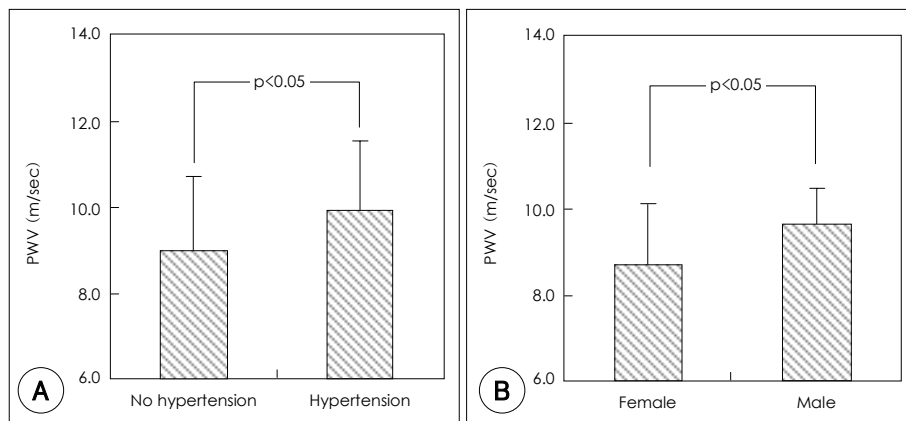 14.0
12.0
10.0
8.0
6.0
PWV (m/sec)
p<0.05
No hypertension
Hypertension
A
14.0
12.0
10.0
8.0
6.0
PWV (m/sec)
p<0.05
Female
Male
B